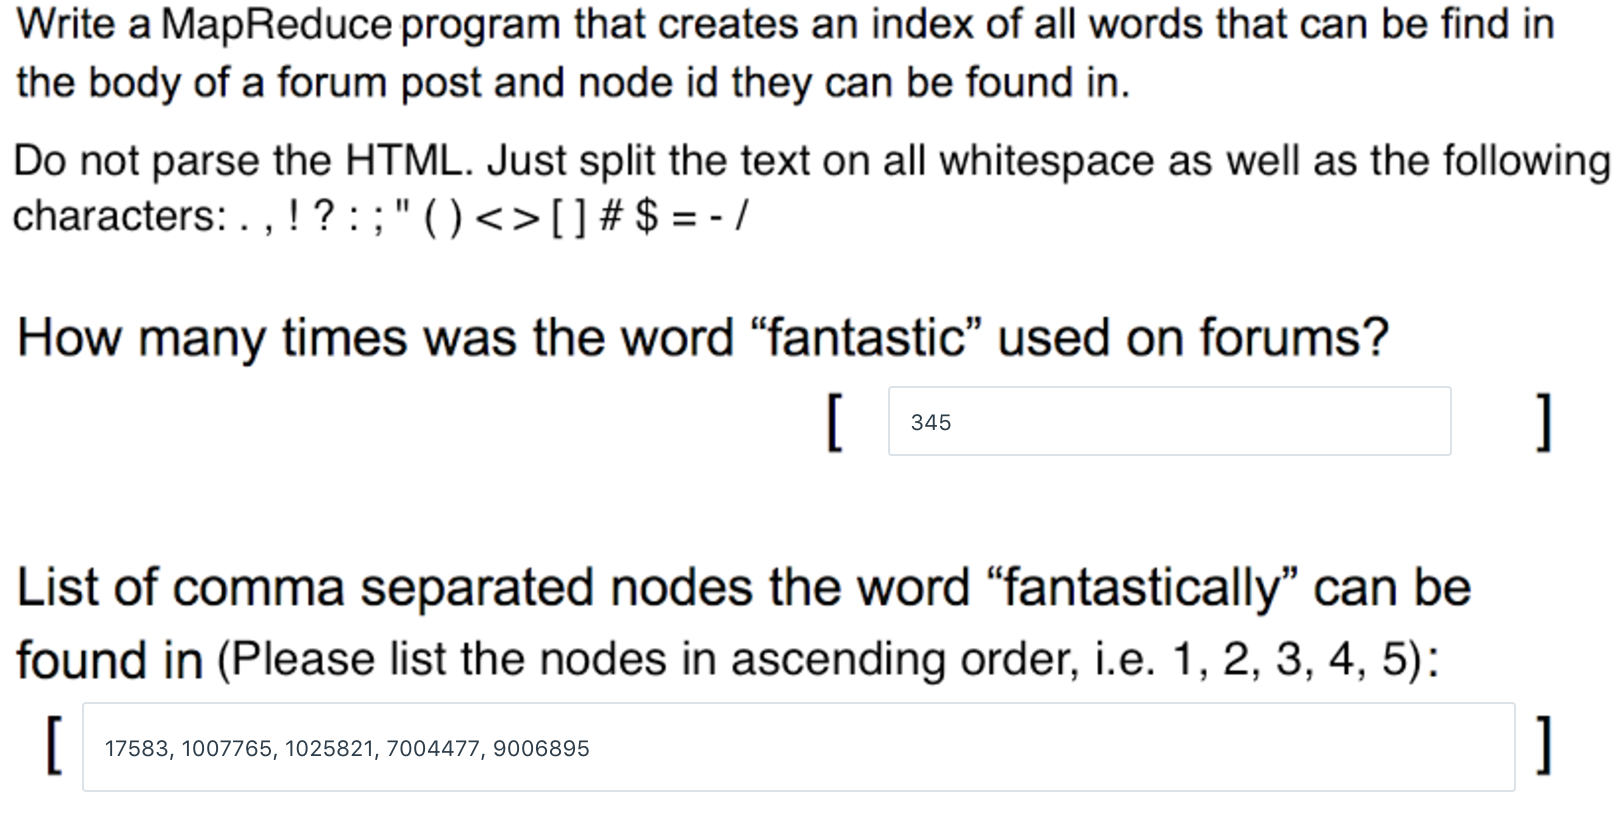 Write a MapReduce program that creates an index of all words that can be find in
the body of a forum post and node id they can be found in.
Do not parse the HTML. Just split the text on all whitespace as well as the following
characters: . , ! ? : ; " ( ) < > [ ] # $ = - /
How many times was the word “fantastic” used on forums?
[ 345 ]
List of comma separated nodes the word “fantastically” can be
found in (Please list the nodes in ascending order, i.e. 1, 2, 3, 4, 5):
[ 17583, 1007765, 1025821, 7004477, 9006895 ]